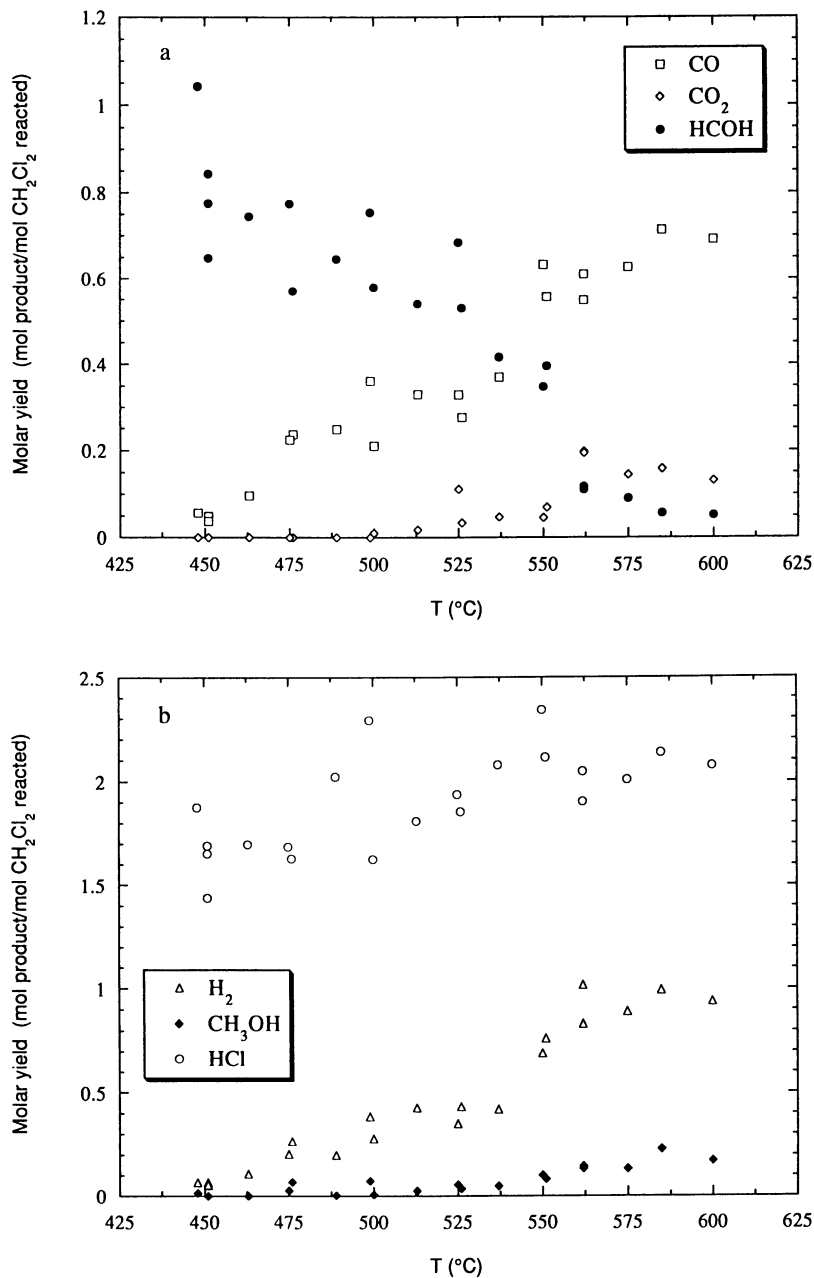 a
Molar yield (mol product/mol CH₂Cl₂ reacted)
1.2
1
0.8
0.6
0.4
0.2
0
CO
CO₂
HCOH
425 450 475 500 525 550 575 600 625
T (°C)
b
Molar yield (mol product/mol CH₂Cl₂ reacted)
2.5
2
1.5
1
0.5
0
H₂
CH₃OH
HCl
425 450 475 500 525 550 575 600 625
T (°C)